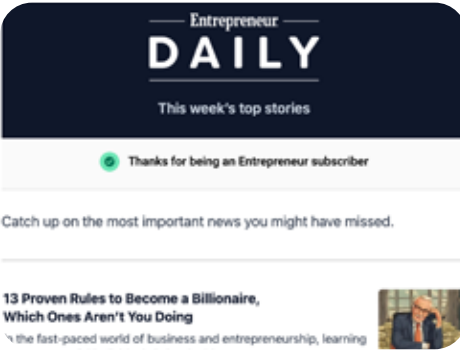 Entrepreneur
DAILY
This week's top stories
Thanks for being an Entrepreneur subscriber
Catch up on the most important news you might have missed.
13 Proven Rules to Become a Billionaire,
Which Ones Aren't You Doing
the fast-paced world of business and entrepreneurship, learning